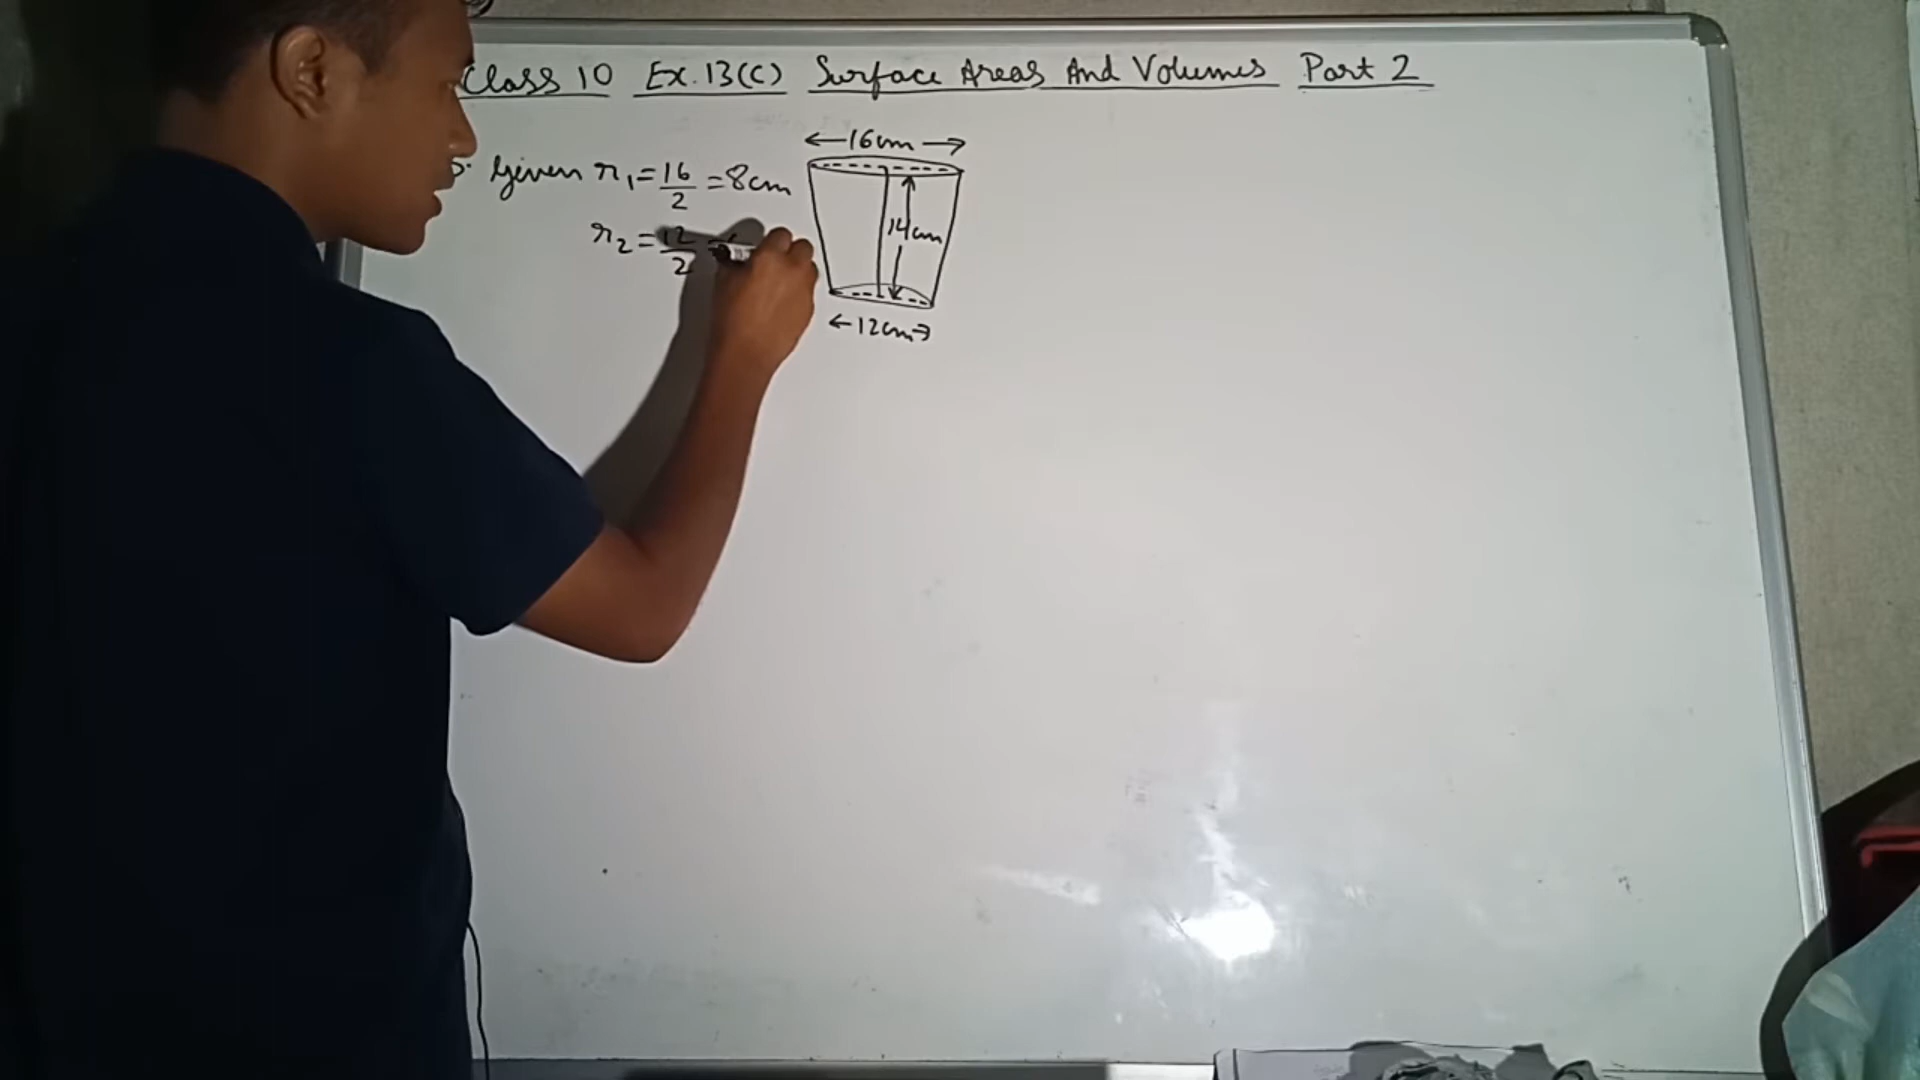 Class 10 Ex. 13(C) Surface Areas And Volumes Part 2
Given r₁ = 16/2 = 8cm
r₂ = 12/2 =
16cm
14cm
12cm